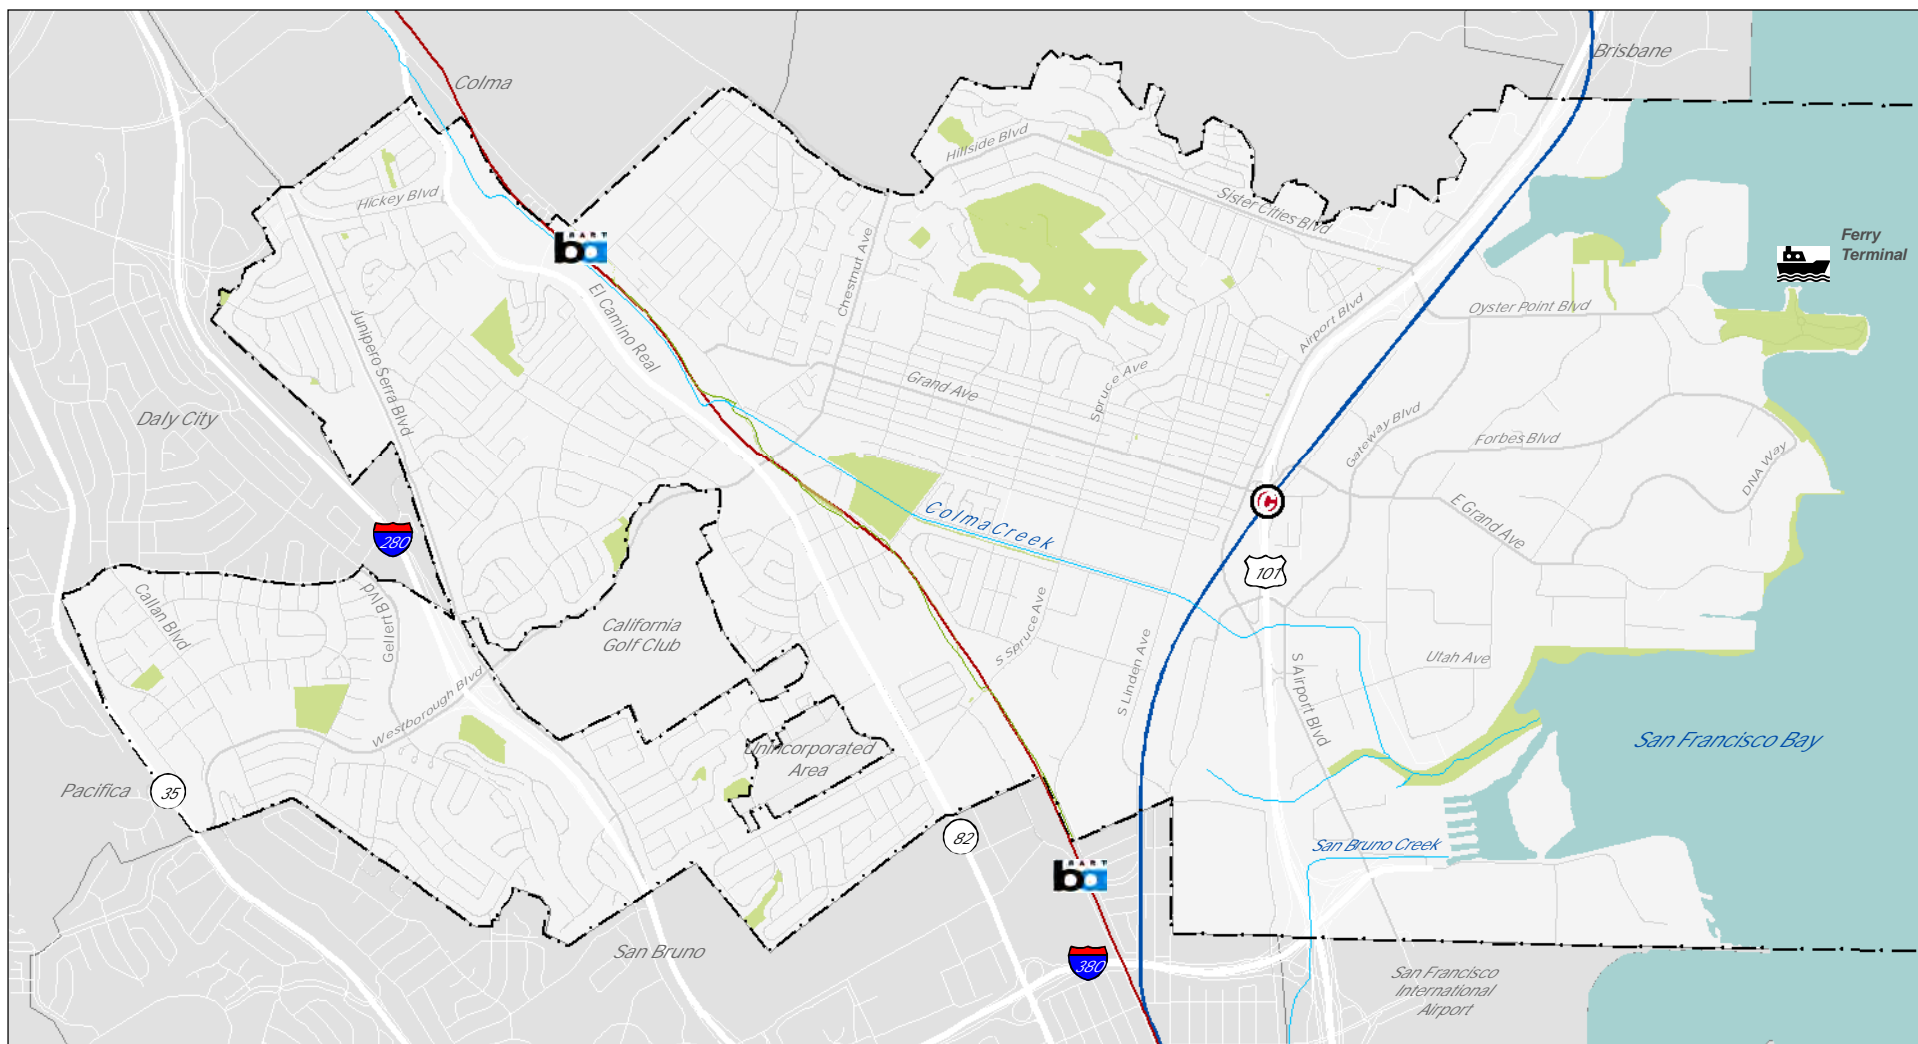 Brisbane
Colma
Hillside Blvd
Hickey Blvd
Sister Cities Blvd
Ferry
Terminal
BART
ba
Chestnut Ave
El Camino Real
Junipero Serra Blvd
Airport Blvd
Oyster Point Blvd
Grand Ave
Spruce Ave
Daly City
Gateway Blvd
Forbes Blvd
DNA Way
E Grand Ave
Colma Creek
280
101
Callan Blvd
Gellert Blvd
California
Golf Club
S Spruce Ave
S Linden Ave
S Airport Blvd
Utah Ave
Westborough Blvd
Unincorporated
Area
San Francisco Bay
Pacifica
35
82
San Bruno Creek
BART
ba
San Bruno
380
San Francisco
International
Airport